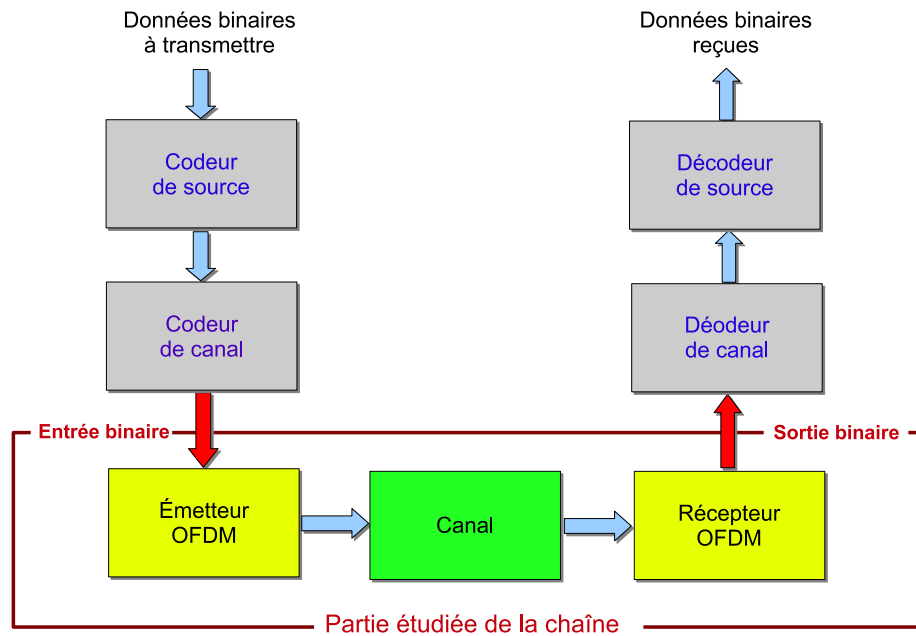 Données binaires
à transmettre
Données binaires
reçues
Codeur
de source
Décodeur
de source
Codeur
de canal
Déodeur
de canal
Entrée binaire
Sortie binaire
Émetteur
OFDM
Canal
Récepteur
OFDM
Partie étudiée de la chaîne